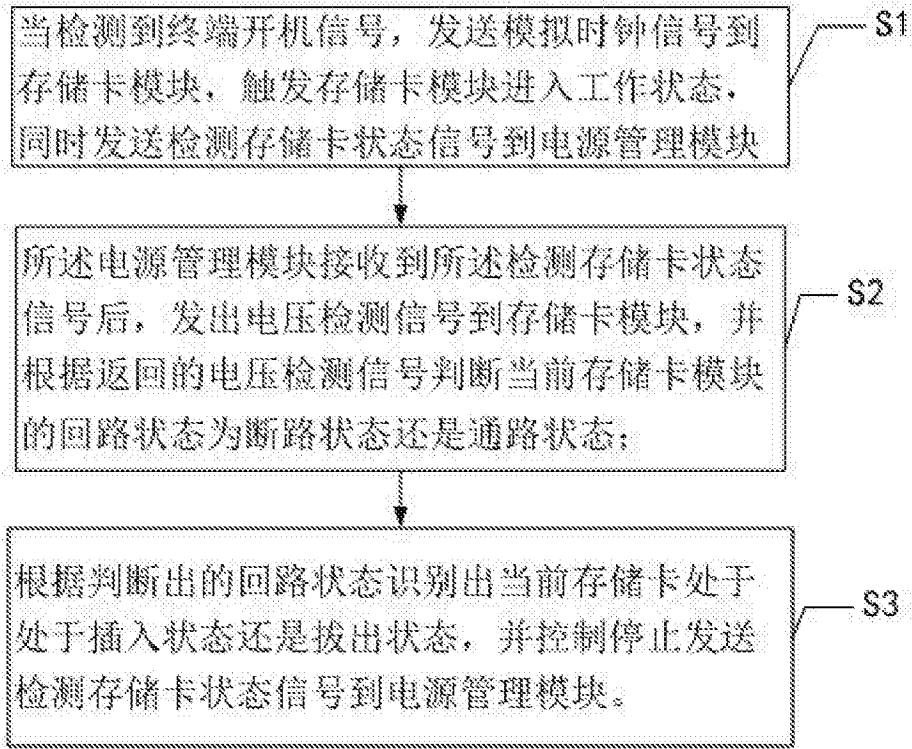 当检测到终端开机信号，发送模拟时钟信号到
存储卡模块，触发存储卡模块进入工作状态，
同时发送检测存储卡状态信号到电源管理模块
S1
所述电源管理模块接收到所述检测存储卡状态
信号后，发出电压检测信号到存储卡模块，并
根据返回的电压检测信号判断当前存储卡模块
的回路状态为断路状态还是通路状态；
S2
根据判断出的回路状态识别出当前存储卡处于
处于插入状态还是拔出状态，并控制停止发送
检测存储卡状态信号到电源管理模块。
S3